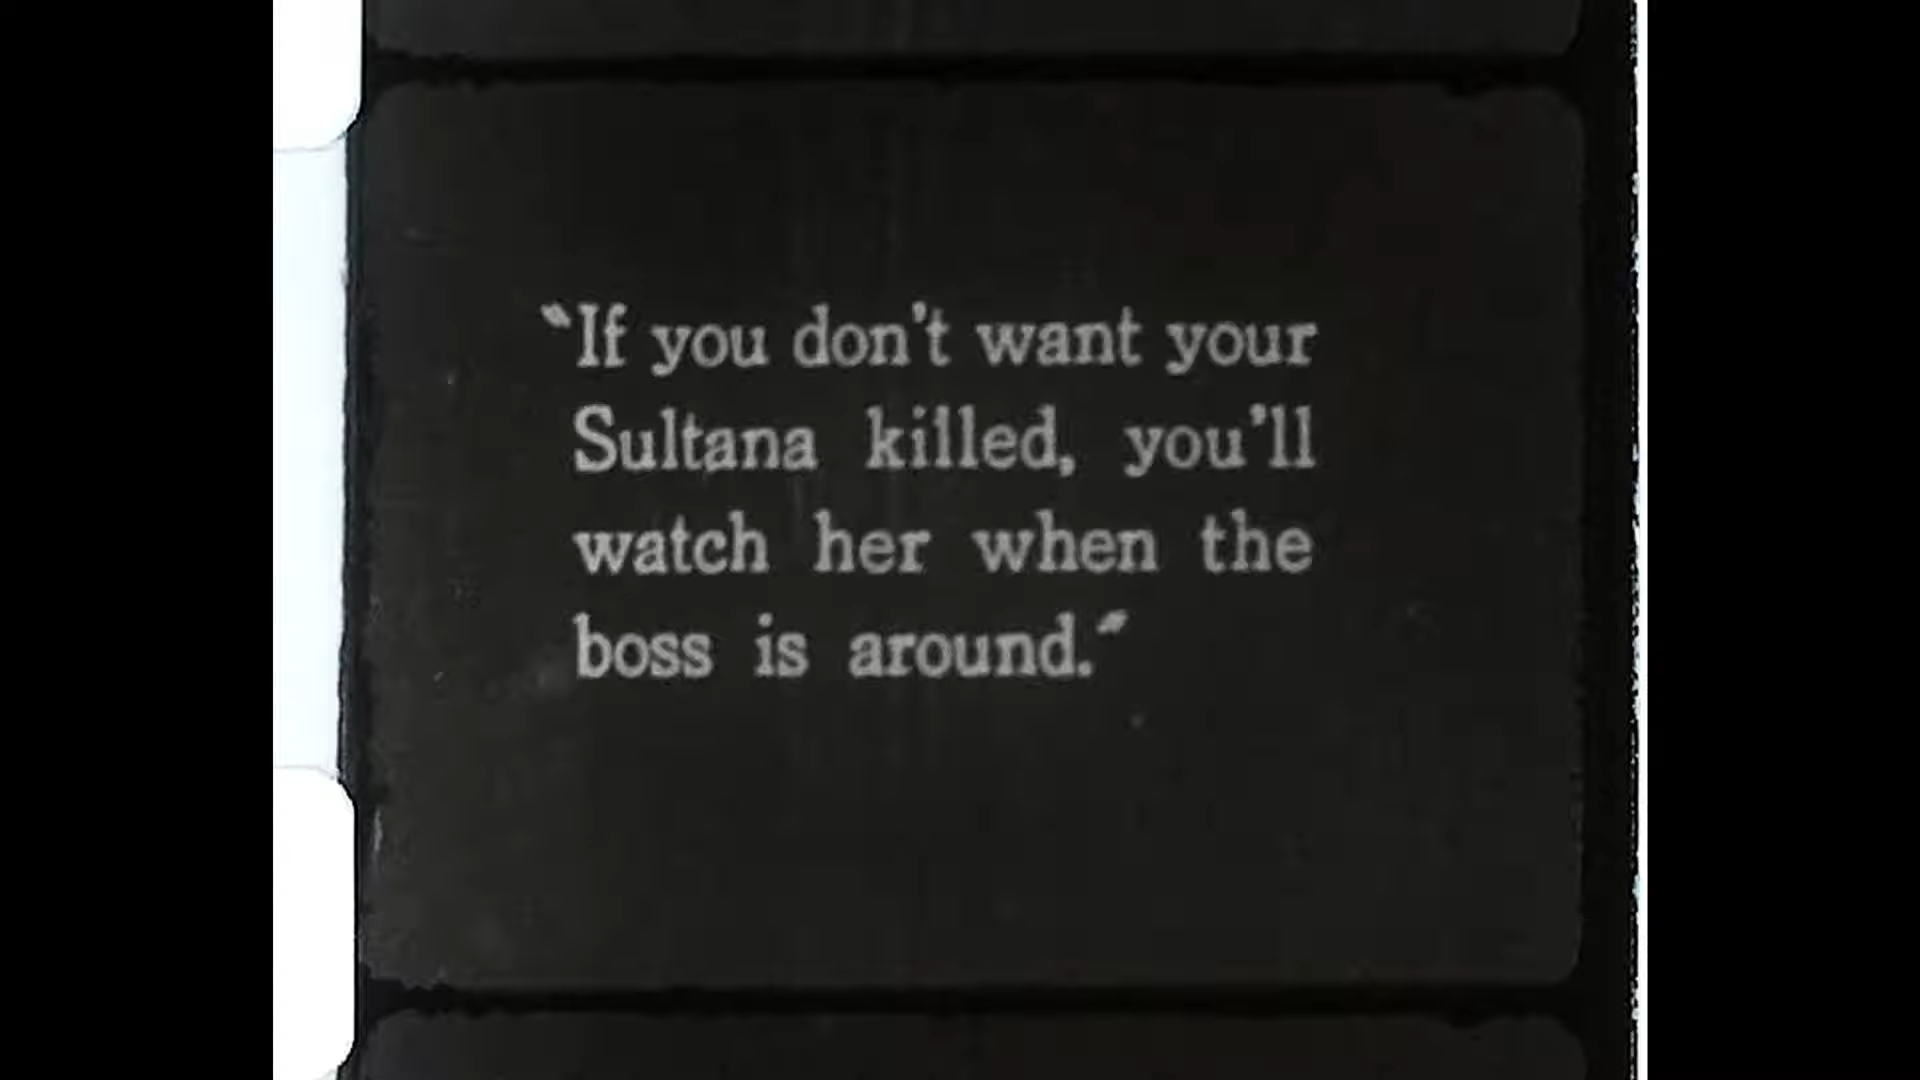 "If you don't want your
Sultana killed, you'll
watch her when the
boss is around."